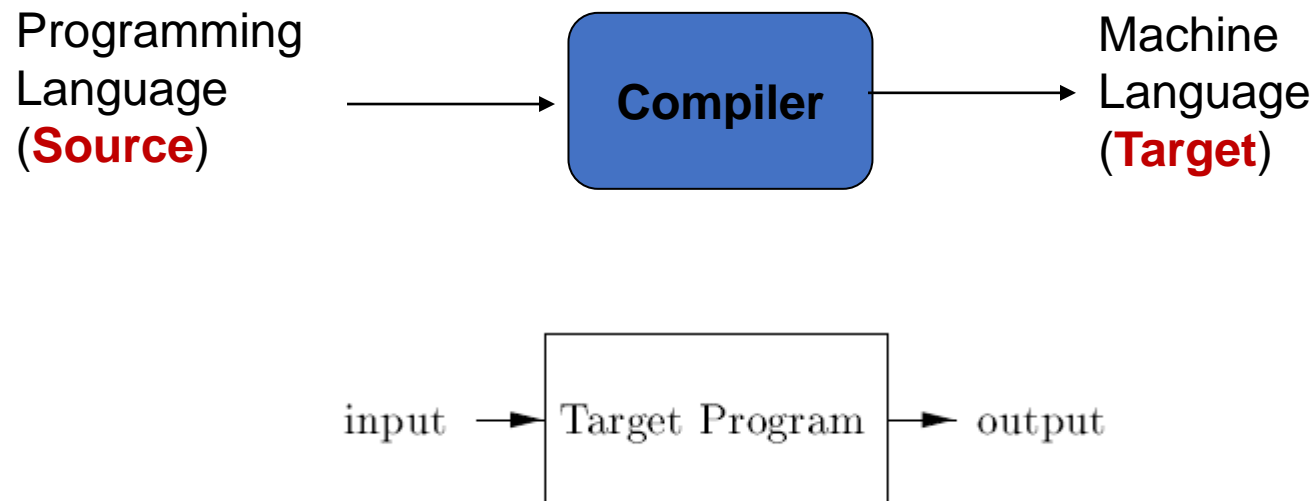 Programming
Language
(Source)
Compiler
Machine
Language
(Target)
input
Target Program
output